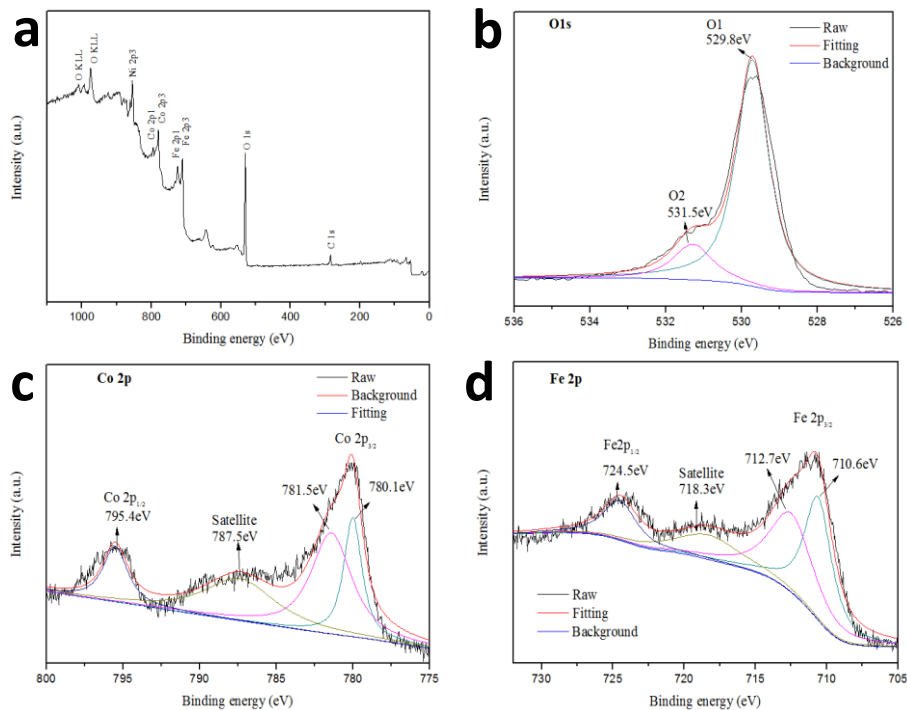 a
O KLL
O KLL
Ni 2p3
Co 2p1
Co 2p3
Fe 2p1
Fe 2p3
O 1s
C 1s
Intensity (a.u.)
1000 800 600 400 200 0
Binding energy (eV)
b
O1s
O1
529.8eV
Raw
Fitting
Background
O2
531.5eV
Intensity (a.u.)
536 534 532 530 528 526
Binding energy (eV)
c
Co 2p
Raw
Background
Fitting
Co 2p3/2
781.5eV
780.1eV
Co 2p1/2
795.4eV
Satellite
787.5eV
Intensity (a.u.)
800 795 790 785 780 775
Binding energy (eV)
d
Fe 2p
Fe 2p3/2
Fe2p1/2
724.5eV
Satellite
718.3eV
712.7eV
710.6eV
Raw
Fitting
Background
Intensity (a.u.)
730 725 720 715 710 705
Binding energy (eV)